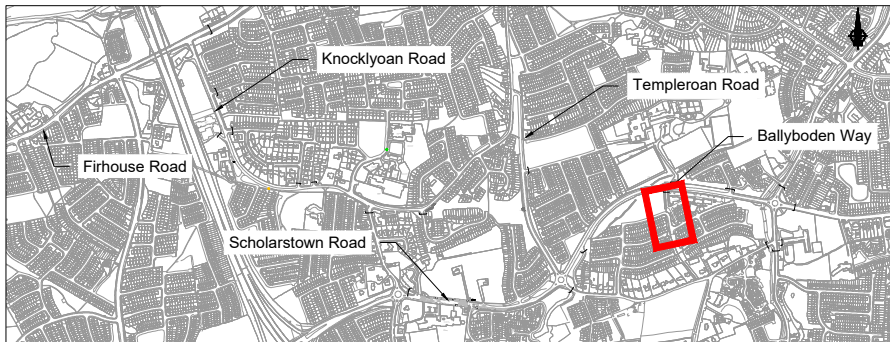 Knocklyoan Road
Templeroan Road
Ballyboden Way
Firhouse Road
Scholarstown Road